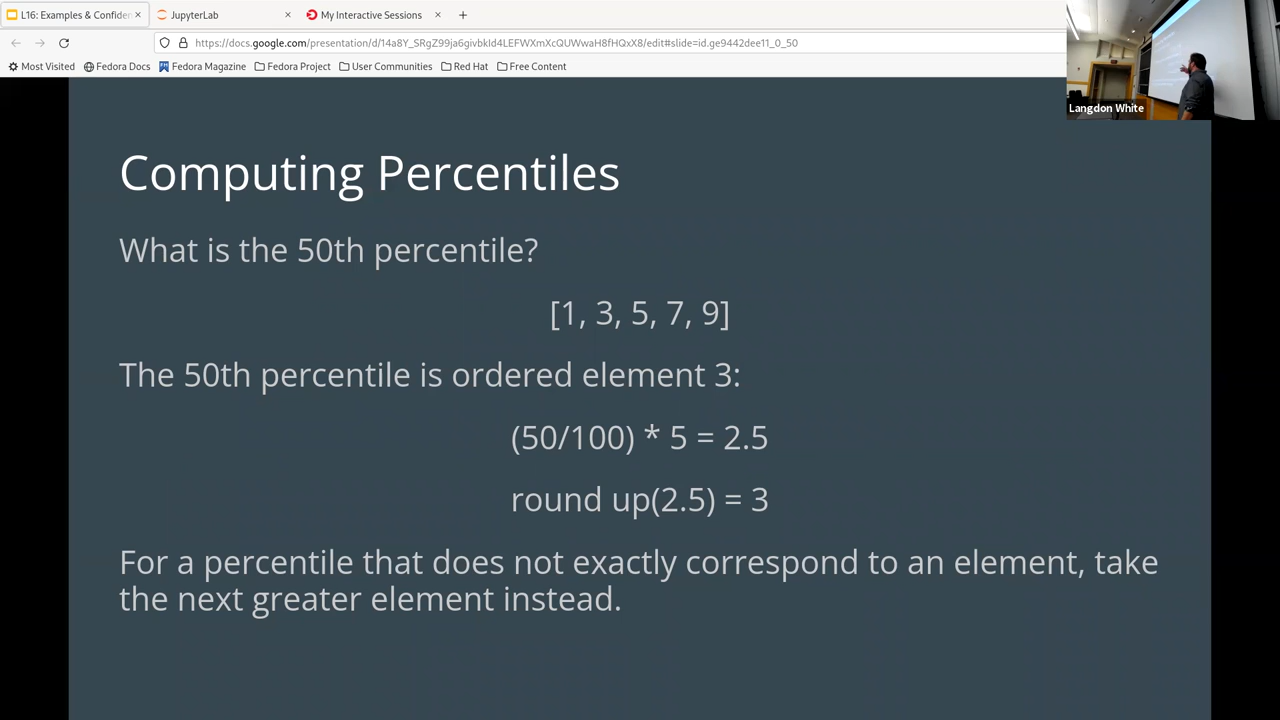 L16: Examples & Confiden
JupyterLab
My Interactive Sessions
https://docs.google.com/presentation/d/14a8Y_SRgZ99ja6givbkId4LEFWXmXcQUWwaH8fHQxX8/edit#slide=id.ge9442dee11_0_50
Most Visited
Fedora Docs
Fedora Magazine
Fedora Project
User Communities
Red Hat
Free Content
Langdon White
Computing Percentiles
What is the 50th percentile?
[1, 3, 5, 7, 9]
The 50th percentile is ordered element 3:
(50/100) * 5 = 2.5
round up(2.5) = 3
For a percentile that does not exactly correspond to an element, take
the next greater element instead.